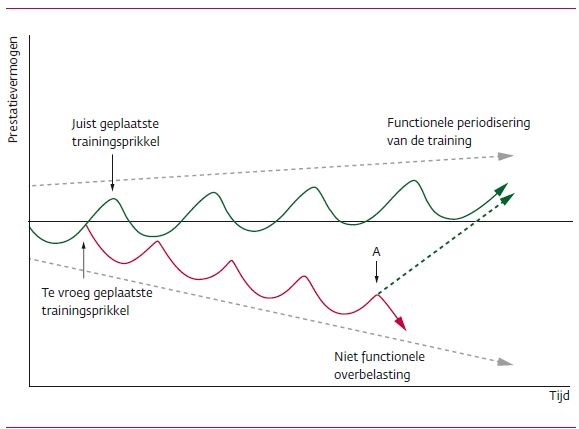 Prestatievermogen
Juist geplaatste
trainingsprikkel
Functionele periodisering
van de training
A
Te vroeg geplaatste
trainingsprikkel
Niet functionele
overbelasting
Tijd